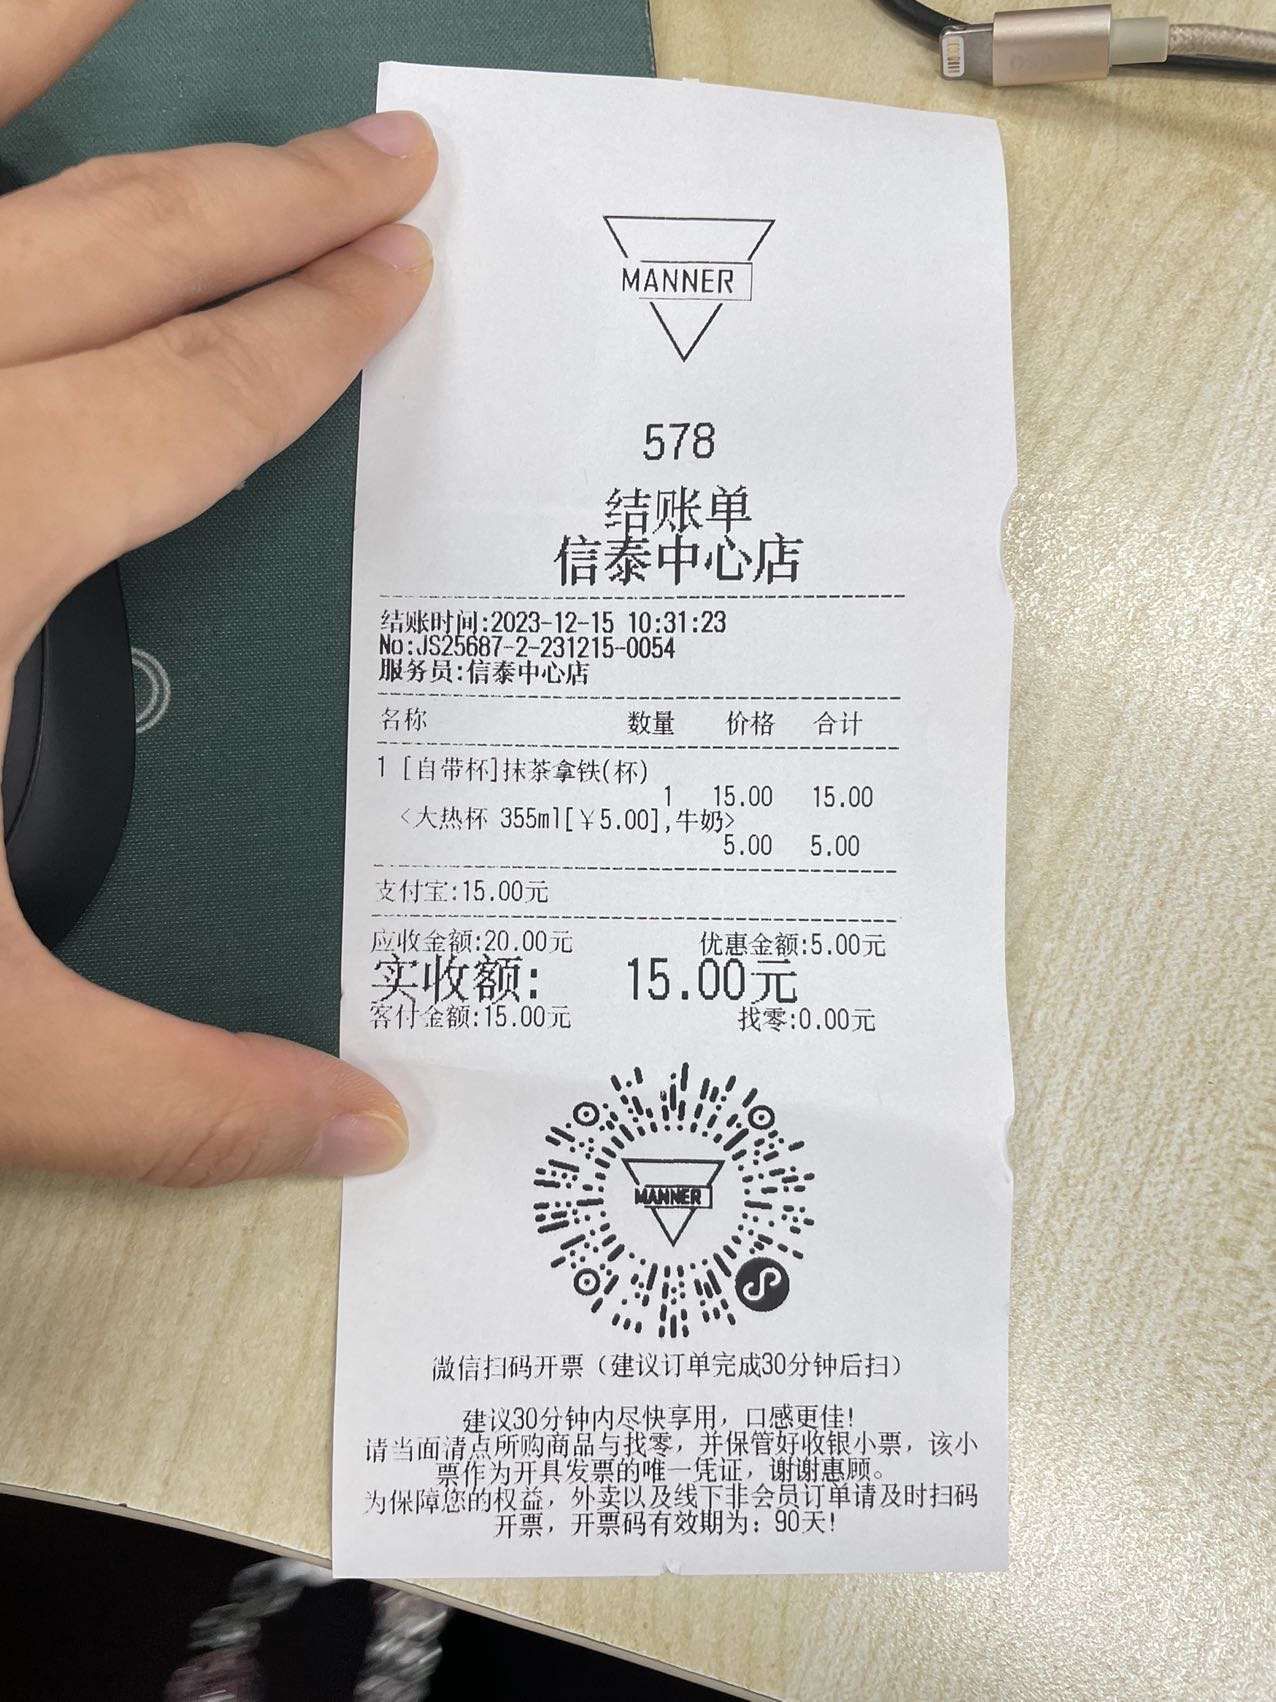 MANNER
578
结账单
信泰中心店
结账时间:2023-12-15 10:31:23
No:JS25687-2-231215-0054
服务员:信泰中心店
名称 数量 价格 合计
1 [自带杯]抹茶拿铁(杯)
1 15.00 15.00
<大热杯 355ml[¥5.00],牛奶>
5.00 5.00
支付宝:15.00元
应收金额:20.00元 优惠金额:5.00元
实收额: 15.00元
客付金额:15.00元 找零:0.00元
MANNER
微信扫码开票（建议订单完成30分钟后扫）
建议30分钟内尽快享用，口感更佳!
请当面清点所购商品与找零，并保管好收银小票，该小
票作为开具发票的唯一凭证，谢谢惠顾。
为保障您的权益，外卖以及线下非会员订单请及时扫码
开票，开票码有效期为：90天!